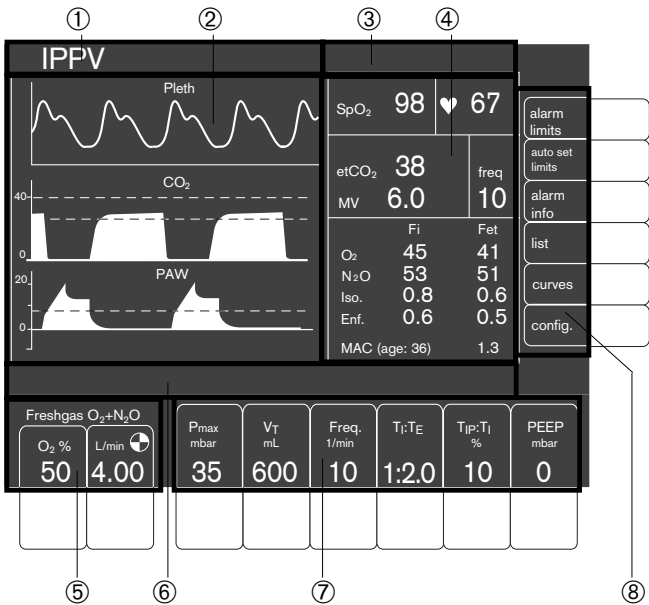 ① ② ③ ④
IPPV
Pleth
SpO₂ 98 ♥ 67
CO₂
40
0
etCO₂ 38 freq
MV 6.0 10
PAW
20
0
Fi Fet
O₂ 45 41
N₂O 53 51
Iso. 0.8 0.6
Enf. 0.6 0.5
MAC (age: 36) 1.3
alarm
limits
auto set
limits
alarm
info
list
curves
config.
Freshgas O₂+N₂O
O₂ % L/min
50 4.00
Pmax VT Freq. TI:TE TIP:TI PEEP
mbar mL 1/min % mbar
35 600 10 1:2.0 10 0
⑤ ⑥ ⑦ ⑧